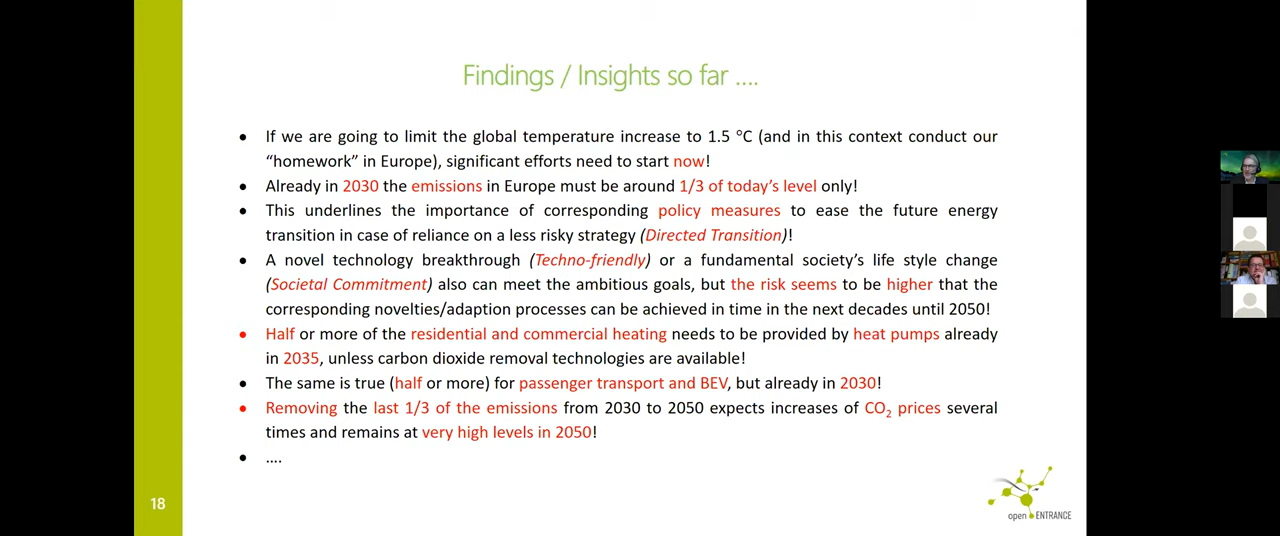 Findings / Insights so far ....
• If we are going to limit the global temperature increase to 1.5 °C (and in this context conduct our
"homework" in Europe), significant efforts need to start now!
• Already in 2030 the emissions in Europe must be around 1/3 of today's level only!
• This underlines the importance of corresponding policy measures to ease the future energy
transition in case of reliance on a less risky strategy (Directed Transition)!
• A novel technology breakthrough (Techno-friendly) or a fundamental society's life style change
(Societal Commitment) also can meet the ambitious goals, but the risk seems to be higher that the
corresponding novelties/adaption processes can be achieved in time in the next decades until 2050!
• Half or more of the residential and commercial heating needs to be provided by heat pumps already
in 2035, unless carbon dioxide removal technologies are available!
• The same is true (half or more) for passenger transport and BEV, but already in 2030!
• Removing the last 1/3 of the emissions from 2030 to 2050 expects increases of CO₂ prices several
times and remains at very high levels in 2050!
• ....
18
open ENTRANCE